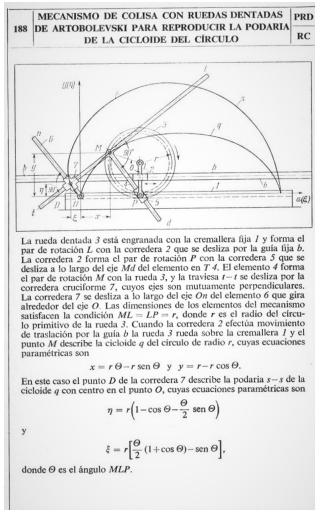 188
MECANISMO DE COLISA CON RUEDAS DENTADAS
DE ARTOBOLEVSKI PARA REPRODUCIR LA PODARIA
DE LA CICLOIDE DEL CÍRCULO
PRD
RC
La rueda dentada 3 está engranada con la cremallera fija 1 y forma el
par de rotación L con la corredera 2 que se desliza por la guía fija b.
La corredera 2 forma el par de rotación P con la corredera 5 que se
desliza a lo largo del eje Md del elemento en T 4. El elemento 4 forma
el par de rotación M con la rueda 3, y la traviesa t—t se desliza por la
corredera cruciforme 7, cuyos ejes son mutuamente perpendiculares.
La corredera 7 se desliza a lo largo del eje On del elemento 6 que gira
alrededor del eje O. Las dimensiones de los elementos del mecanismo
satisfacen la condición ML = LP = r, donde r es el radio del círcu-
lo primitivo de la rueda 3. Cuando la corredera 2 efectúa movimiento
de traslación por la guía b la rueda 3 rueda sobre la cremallera 1 y el
punto M describe la cicloide q del círculo de radio r, cuyas ecuaciones
paramétricas son
x = r Θ—r sen Θ y y = r—r cos Θ.
En este caso el punto D de la corredera 7 describe la podaria s—s de la
cicloide q con centro en el punto O, cuyas ecuaciones paramétricas son
η = r(1—cos Θ—Θ/2 sen Θ)
y
ξ = r[Θ/2 (1+cos Θ)—sen Θ],
donde Θ es el ángulo MLP.